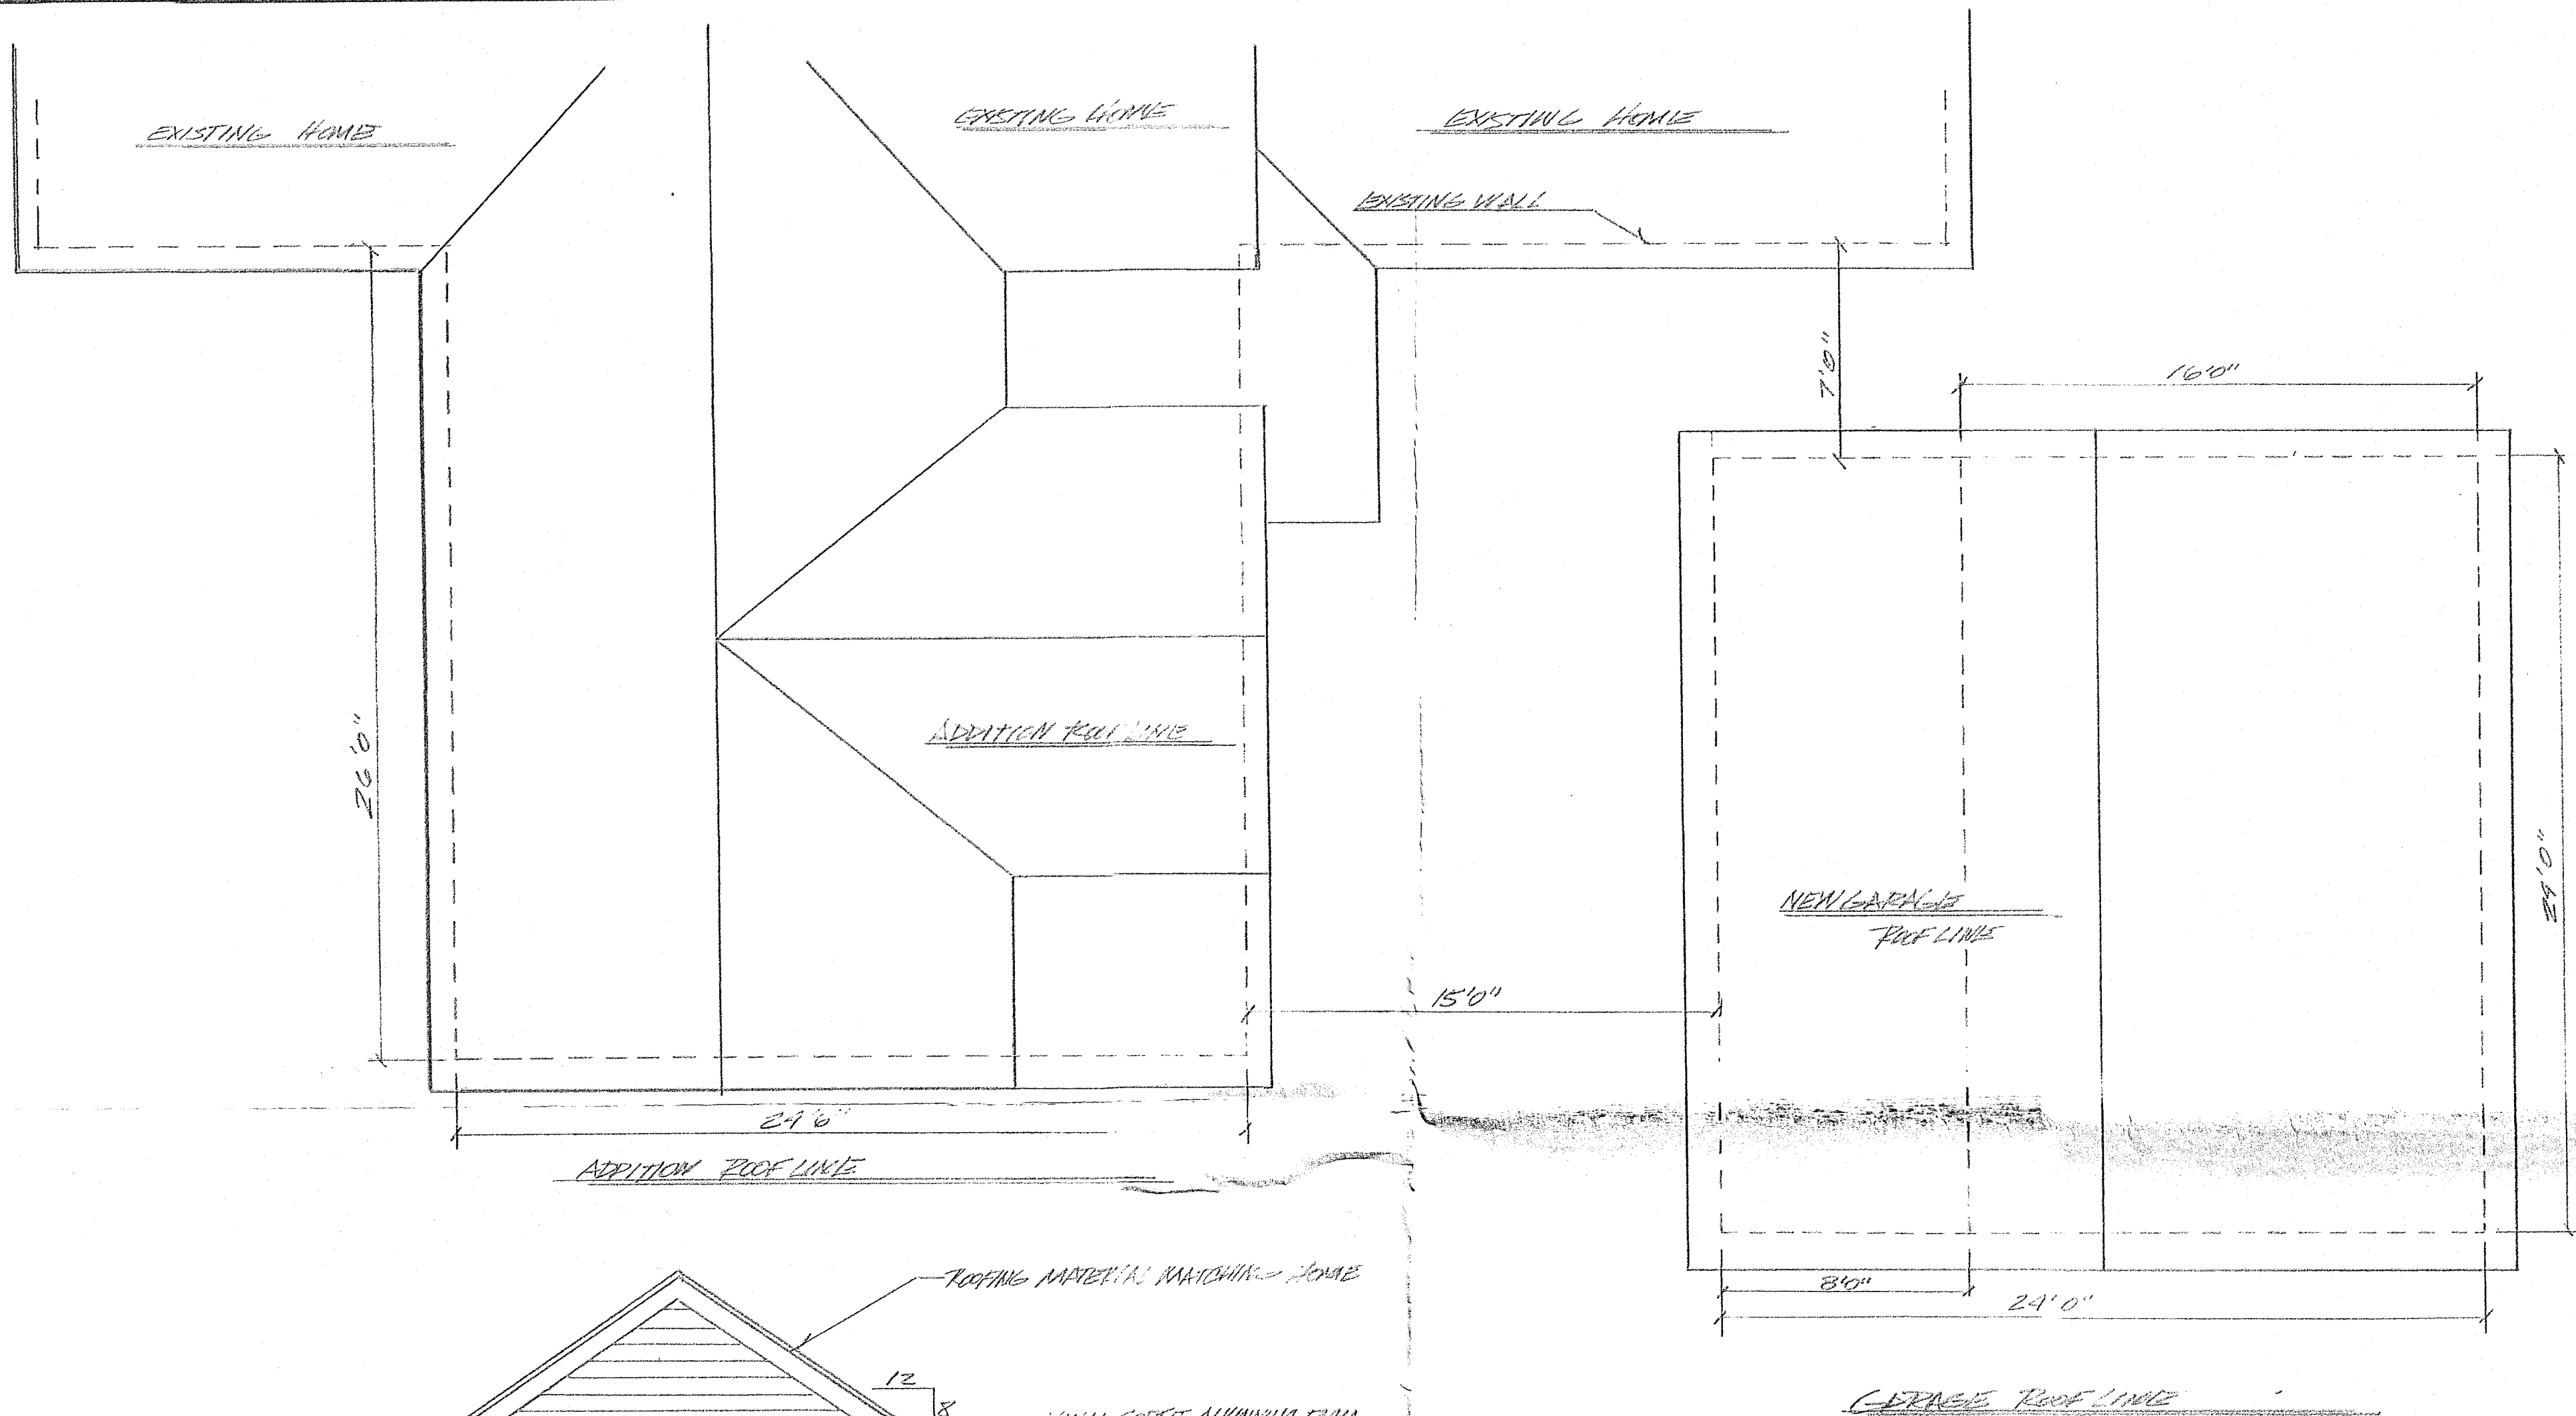 EXISTING HOME
EXISTING HOME
EXISTING HOME
EXISTING WALL
7'0"
16'0"
26'0"
ADDITION ROOF LINE
NEW GARAGE
ROOF LINE
24'0"
15'0"
24'6"
ADDITION ROOF LINE
8'0"
24'0"
ROOFING MATERIAL MATCHING HOME
12
8
GERAGE ROOF LINE